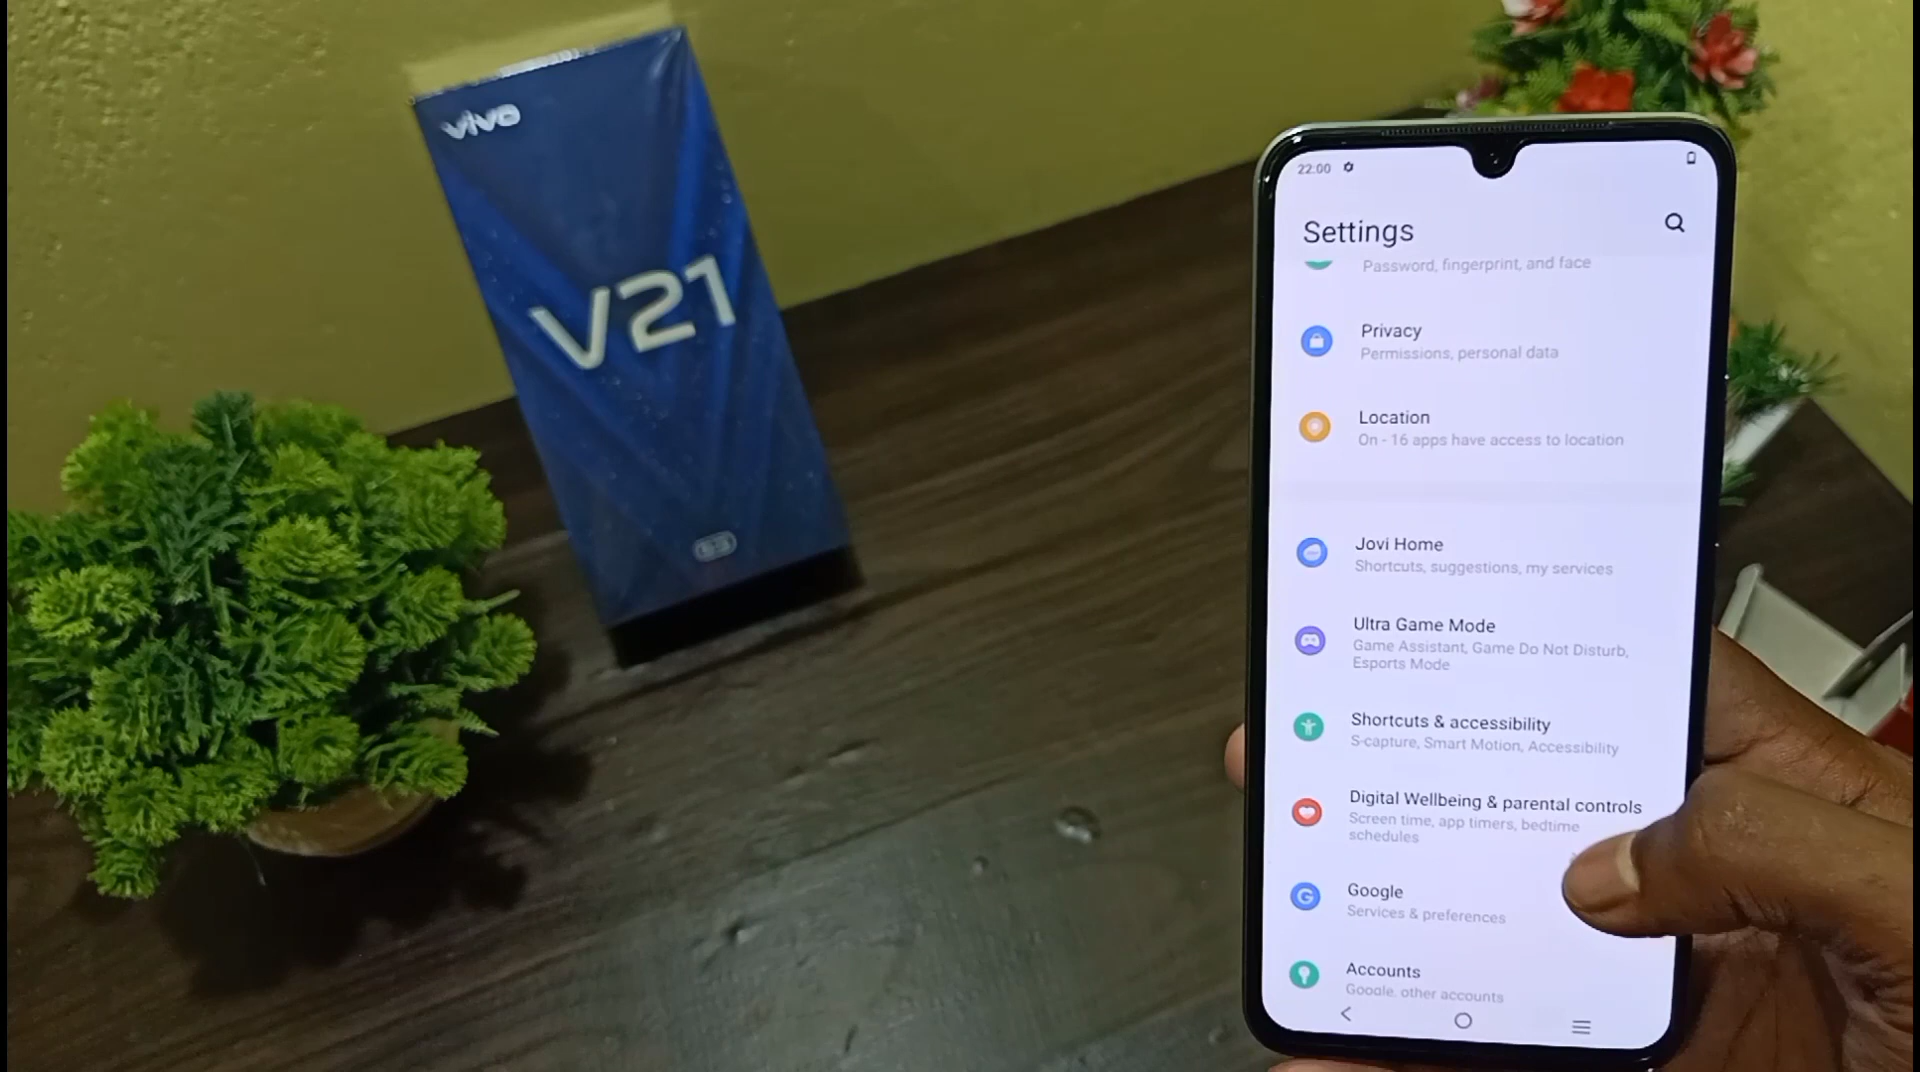 vivo
V21
22:00
Settings
Password, fingerprint, and face
Privacy
Permissions, personal data
Location
On - 16 apps have access to location
Jovi Home
Shortcuts, suggestions, my services
Ultra Game Mode
Game Assistant, Game Do Not Disturb,
Esports Mode
Shortcuts & accessibility
S-capture, Smart Motion, Accessibility
Digital Wellbeing & parental controls
Screen time, app timers, bedtime
schedules
Google
Services & preferences
Accounts
Google, other accounts